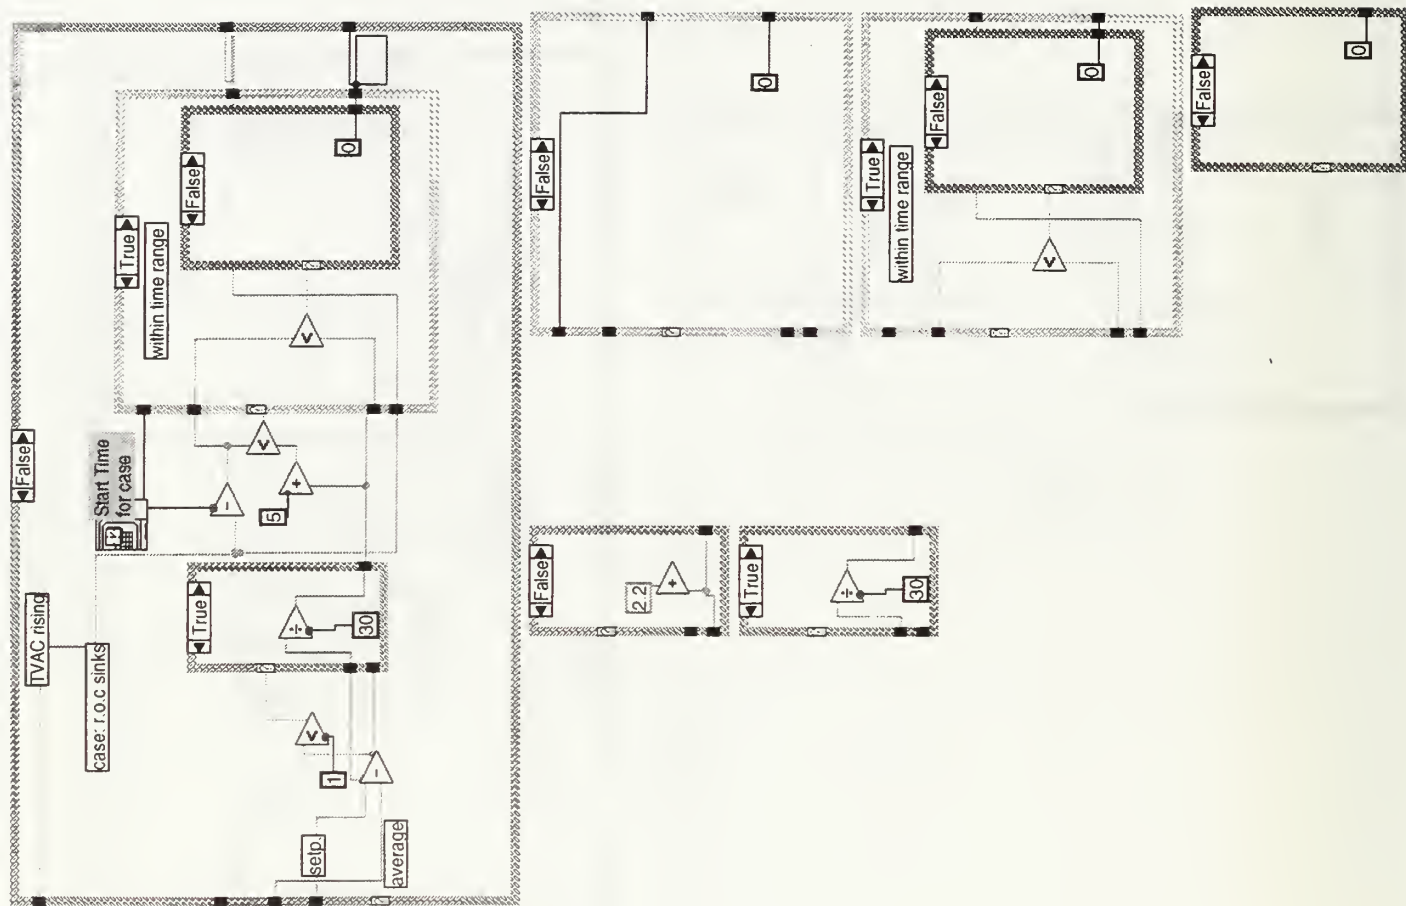 False
TVAC rising
case: r.o.c sinks
Start Time
for case
True
within time range
False
0
setp.
average
1
True
÷
30
5
+
-
-
v
v
v
False
0
True
within time range
False
0
v
False
0
False
2.2
+
True
÷
30